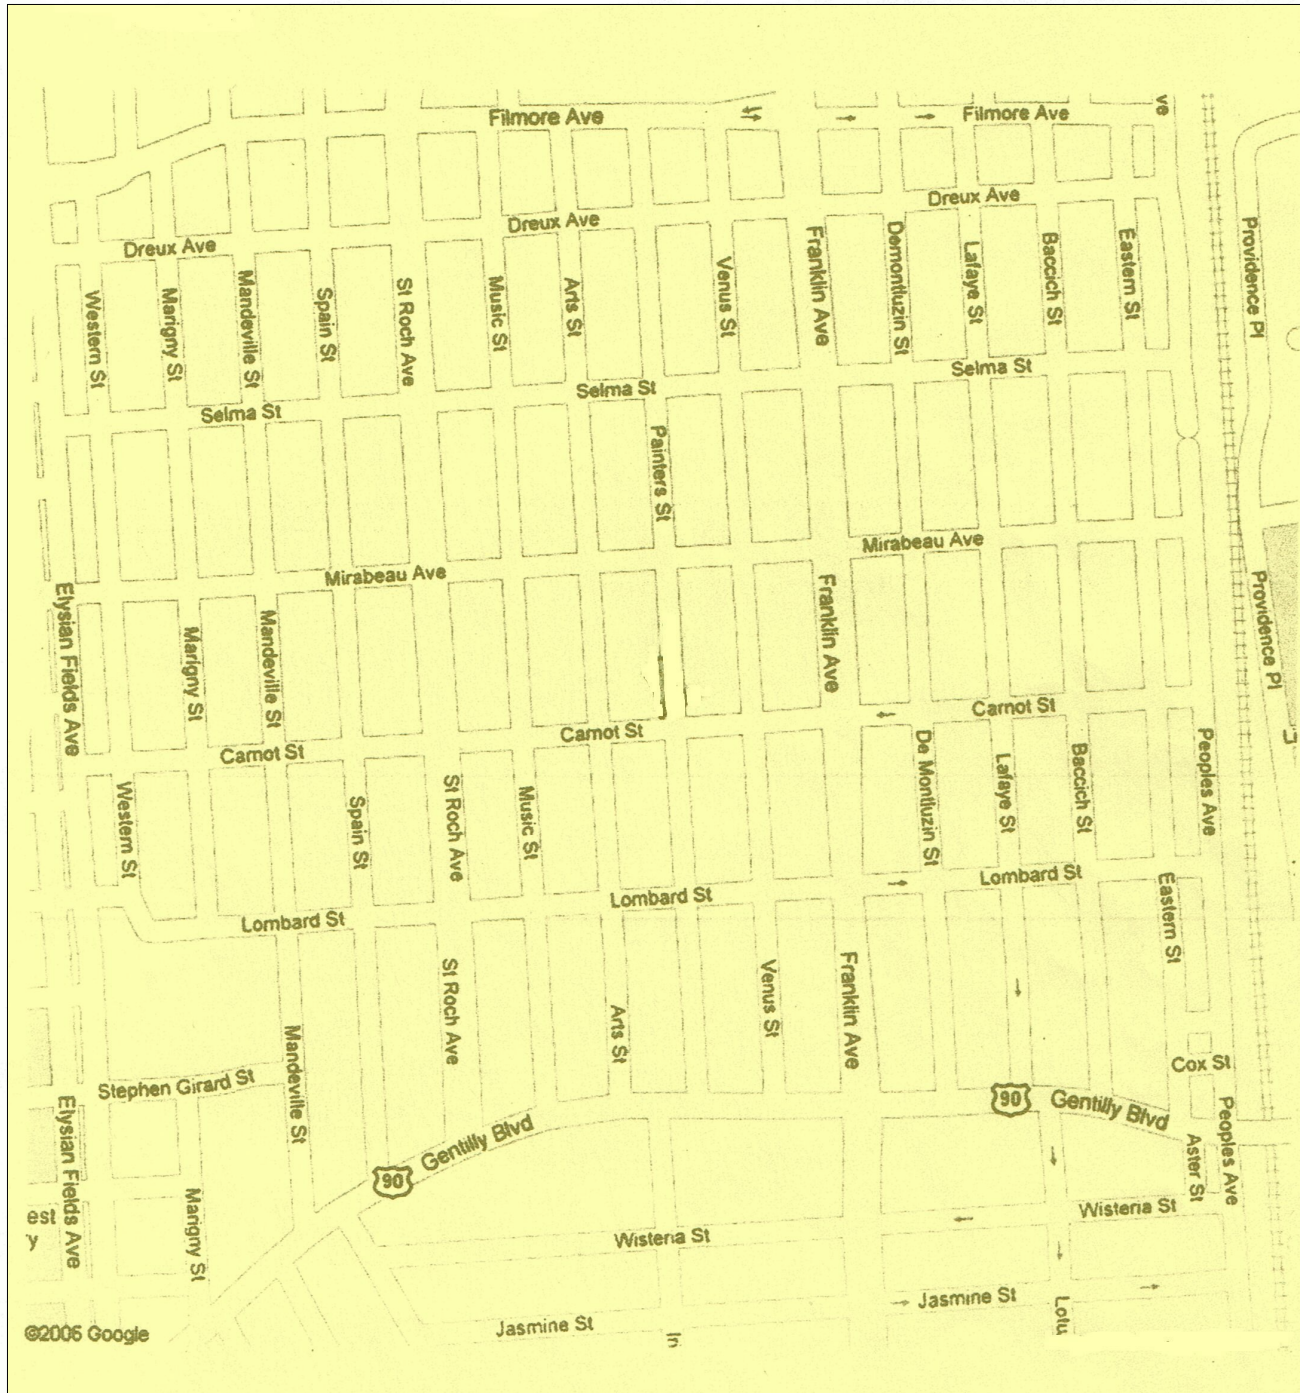 Filmore Ave
Filmore Ave
ve
Dreux Ave
Dreux Ave
Dreux Ave
Western St
Marigny St
Mandeville St
Spain St
St Roch Ave
Music St
Arts St
Venus St
Franklin Ave
Demontluzin St
Lafaye St
Baccich St
Eastern St
Providence Pl
Selma St
Selma St
Selma St
Painters St
Mirabeau Ave
Mirabeau Ave
Elysian Fields Ave
Marigny St
Mandeville St
Franklin Ave
Providence Pl
Carnot St
Carnot St
Carnot St
Western St
Spain St
St Roch Ave
Music St
De Montluzin St
Lafaye St
Baccich St
Peoples Ave
Lombard St
Lombard St
Lombard St
Eastern St
St Roch Ave
Arts St
Venus St
Franklin Ave
Mandeville St
Stephen Girard St
Cox St
90
Gentilly Blvd
Gentilly Blvd
90
Elysian Fields Ave
Peoples Ave
Aster St
Marigny St
est
y
Wisteria St
Wisteria St
Jasmine St
Jasmine St
Lotu
©2006 Google